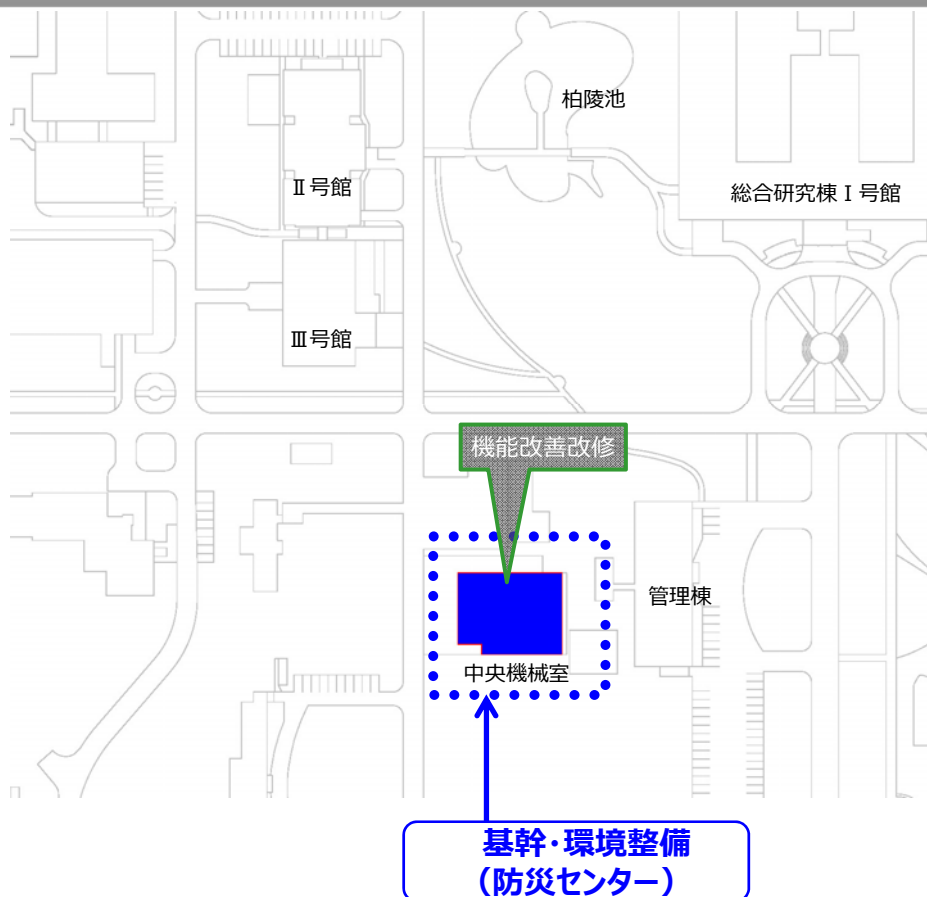 柏陵池
Ⅱ号館
総合研究棟Ⅰ号館
Ⅲ号館
機能改善改修
管理棟
中央機械室
基幹・環境整備
（防災センター）